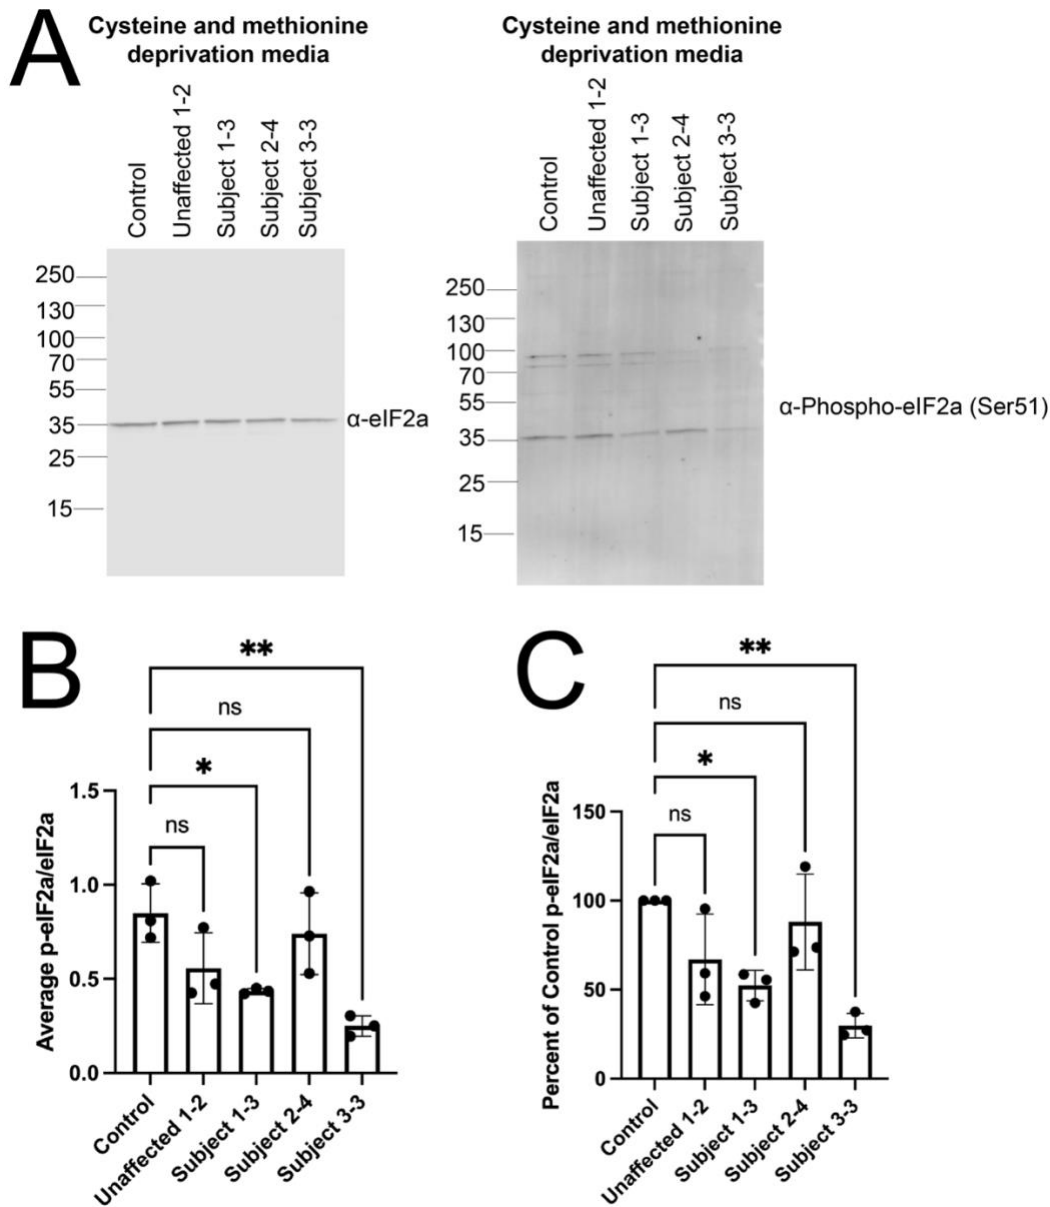 A
Cysteine and methionine
deprivation media
Control
Unaffected 1-2
Subject 1-3
Subject 2-4
Subject 3-3
250
130
100
70
55
35
25
15
α-eIF2a
Cysteine and methionine
deprivation media
Control
Unaffected 1-2
Subject 1-3
Subject 2-4
Subject 3-3
250
130
100
70
55
35
25
15
α-Phospho-eIF2a (Ser51)
B
**
ns
*
ns
Average p-eIF2a/eIF2a
1.5
1.0
0.5
0.0
Control
Unaffected 1-2
Subject 1-3
Subject 2-4
Subject 3-3
C
**
ns
*
ns
Percent of Control p-eIF2a/eIF2a
150
100
50
0
Control
Unaffected 1-2
Subject 1-3
Subject 2-4
Subject 3-3